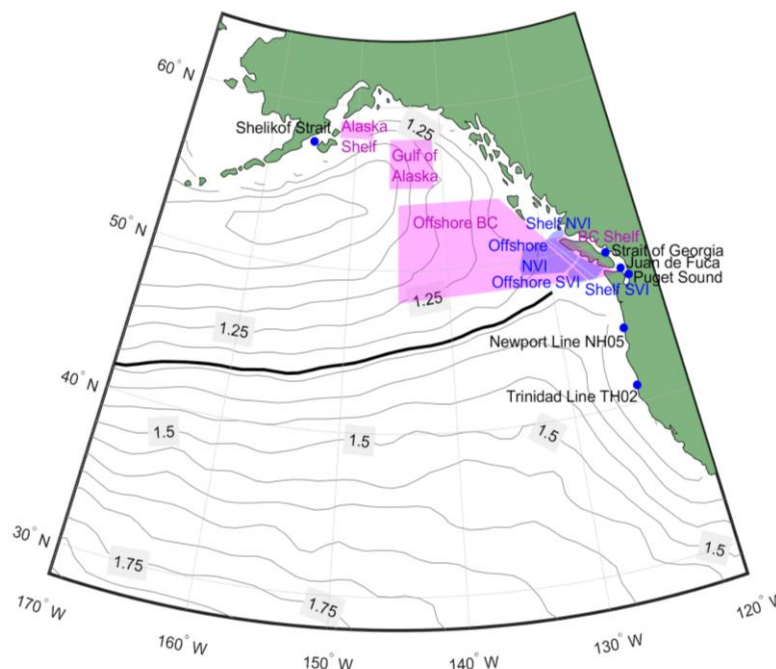 60° N
Shelikof Strait
Alaska
Shelf
1.25
Gulf of
Alaska
50° N
Offshore BC
Shelf NVI
BC Shelf
Offshore
NVI
Strait of Georgia
Juan de Fuca
Puget Sound
Offshore SVI
Shelf SVI
1.25
1.25
Newport Line NH05
40° N
Trinidad Line TH02
1.5
1.5
1.5
30° N
1.75
1.5
1.75
170° W
160° W
150° W
140° W
130° W
120° W